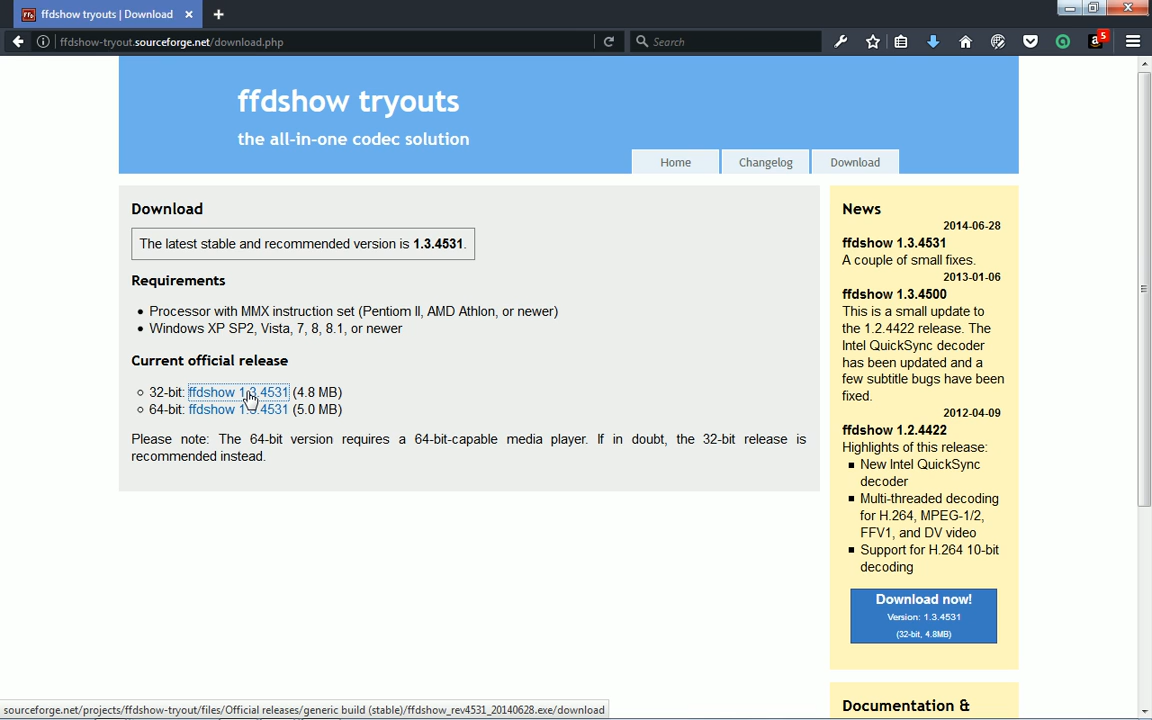 ffdshow tryouts | Download
ffdshow-tryout.sourceforge.net/download.php
Search
5
ffdshow tryouts
the all-in-one codec solution
Home
Changelog
Download
Download
The latest stable and recommended version is 1.3.4531.
Requirements
Processor with MMX instruction set (Pentiom II, AMD Athlon, or newer)
Windows XP SP2, Vista, 7, 8, 8.1, or newer
Current official release
32-bit: ffdshow 1.3.4531 (4.8 MB)
64-bit: ffdshow 1.3.4531 (5.0 MB)
Please note: The 64-bit version requires a 64-bit-capable media player. If in doubt, the 32-bit release is
recommended instead.
News
2014-06-28
ffdshow 1.3.4531
A couple of small fixes.
2013-01-06
ffdshow 1.3.4500
This is a small update to
the 1.2.4422 release. The
Intel QuickSync decoder
has been updated and a
few subtitle bugs have been
fixed.
2012-04-09
ffdshow 1.2.4422
Highlights of this release:
New Intel QuickSync
decoder
Multi-threaded decoding
for H.264, MPEG-1/2,
FFV1, and DV video
Support for H.264 10-bit
decoding
Download now!
Version: 1.3.4531
(32-bit, 4.8MB)
Documentation &
sourceforge.net/projects/ffdshow-tryout/files/Official releases/generic build (stable)/ffdshow_rev4531_20140628.exe/download